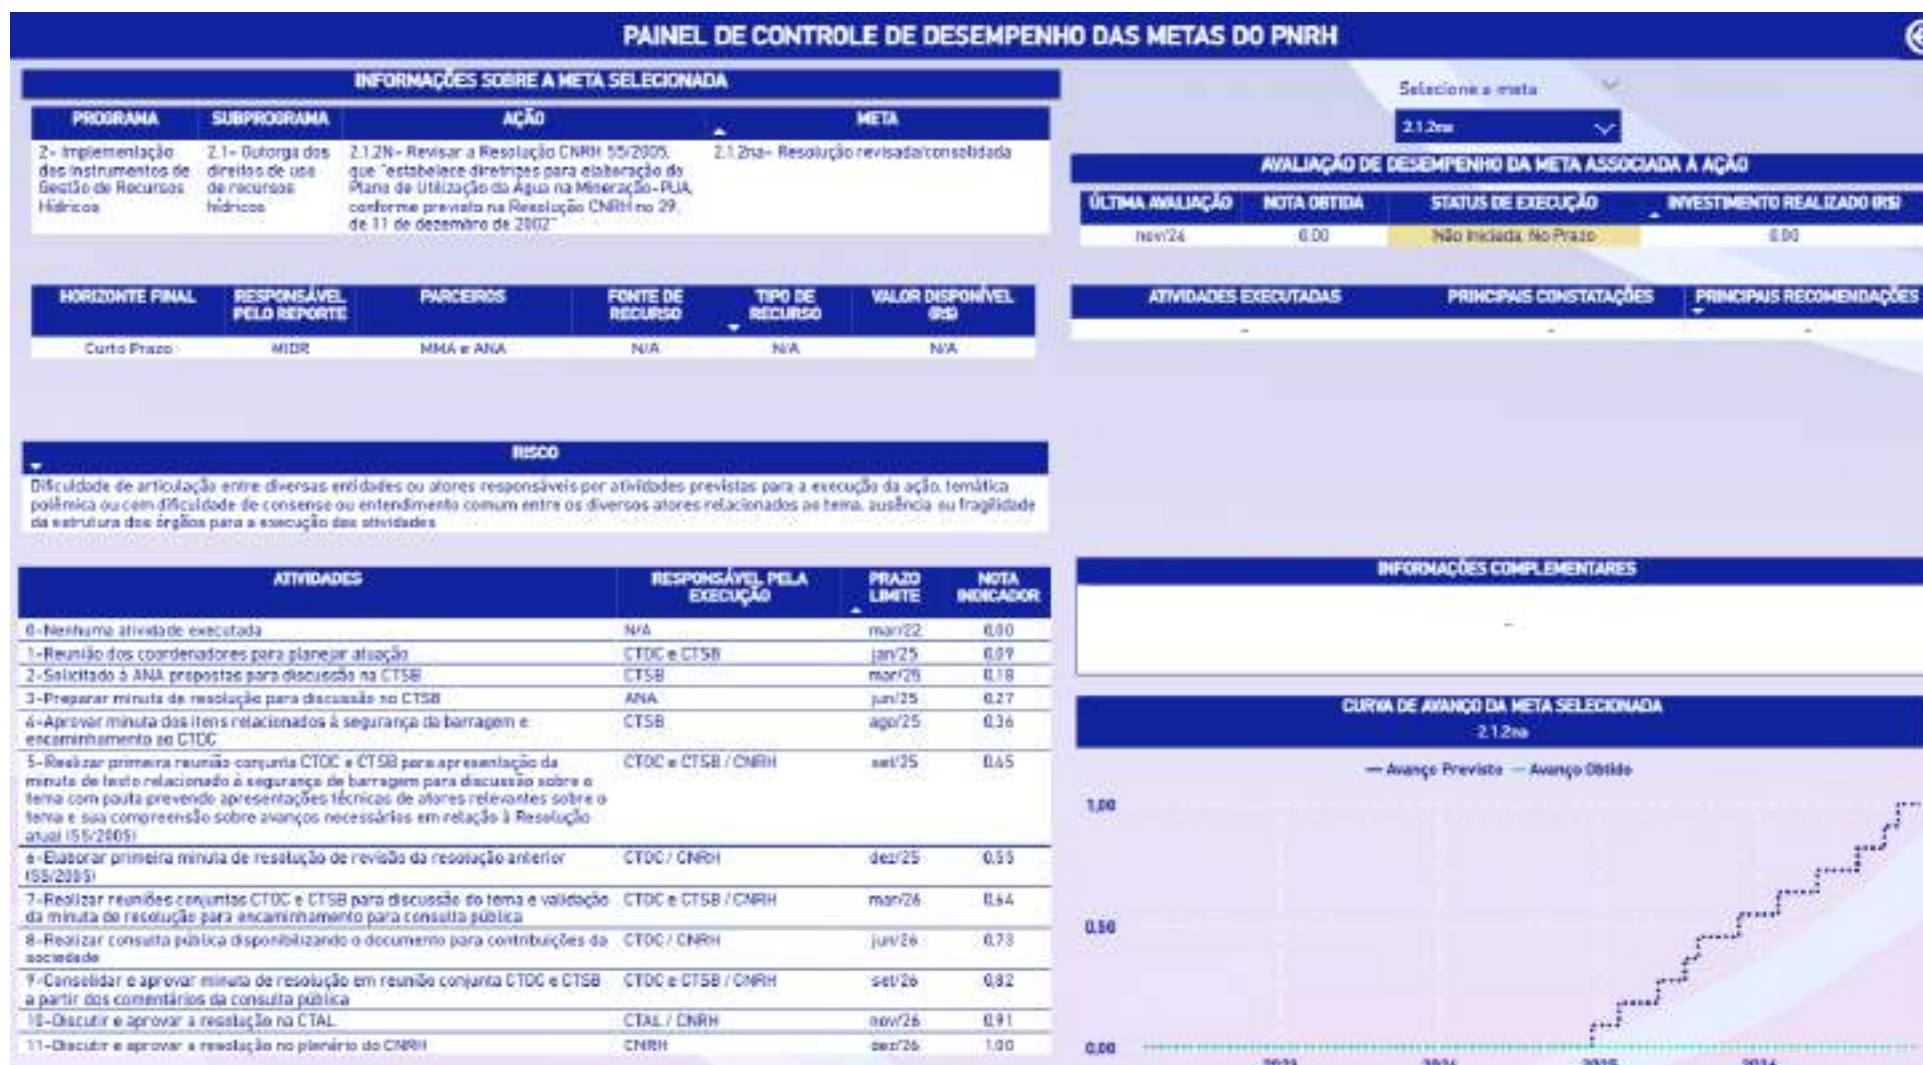 PAINEL DE CONTROLE DE DESEMPENHO DAS METAS DO PNRH
INFORMAÇÕES SOBRE A META SELECIONADA
PROGRAMA SUBPROGRAMA AÇÃO META
2- Implementação dos Instrumentos de Gestão de Recursos Hídricos
2.1- Outorga dos direitos de uso de recursos hídricos
2.1.2N- Revisar a Resolução CNRH 55/2005,
que "estabelece diretrizes para elaboração do
Plano de Utilização da Água na Mineração-PUA,
conforme previsto na Resolução CNRH no 29,
de 11 de dezembro de 2002"
2.1.2na- Resolução revisada/consolidada
Selecione a meta
2.1.2na
AVALIAÇÃO DE DESEMPENHO DA META ASSOCIADA À AÇÃO
ÚLTIMA AVALIAÇÃO NOTA OBTIDA STATUS DE EXECUÇÃO INVESTIMENTO REALIZADO (R$)
nov/24 0.00 Não Iniciada, No Prazo 0.00
HORIZONTE FINAL RESPONSÁVEL PELO REPORTE PARCEIROS FONTE DE RECURSO TIPO DE RECURSO VALOR DISPONÍVEL (R$)
Curto Prazo MIDR MMA e ANA N/A N/A N/A
ATIVIDADES EXECUTADAS PRINCIPAIS CONSTATAÇÕES PRINCIPAIS RECOMENDAÇÕES
- - -
RISCO
Dificuldade de articulação entre diversas entidades ou atores responsáveis por atividades previstas para a execução da ação, temática
polêmica ou com dificuldade de consenso ou entendimento comum entre os diversos atores relacionados ao tema, ausência ou fragilidade
da estrutura dos órgãos para a execução das atividades
ATIVIDADES RESPONSÁVEL PELA EXECUÇÃO PRAZO LIMITE NOTA INDICADOR
0-Nenhuma atividade executada N/A mar/22 0,00
1-Reunião dos coordenadores para planejar atuação CTOC e CTSB jan/25 0,09
2-Solicitado à ANA propostas para discussão na CTSB CTSB mar/25 0,18
3-Preparar minuta de resolução para discussão no CTSB ANA jun/25 0,27
4-Aprovar minuta dos itens relacionados à segurança da barragem e CTSB ago/25 0,36
encaminhamento ao CTOC
5-Realizar primeira reunião conjunta CTOC e CTSB para apresentação da CTOC e CTSB / CNRH set/25 0,45
minuta de texto relacionado à segurança de barragem para discussão sobre o
tema com pauta prevendo apresentações técnicas de atores relevantes sobre o
tema e sua compreensão sobre avanços necessários em relação à Resolução
atual (55/2005)
6-Elaborar primeira minuta de resolução de revisão da resolução anterior CTOC / CNRH dez/25 0,55
(55/2005)
7-Realizar reuniões conjuntas CTOC e CTSB para discussão do tema e validação CTOC e CTSB / CNRH mar/26 0,64
da minuta de resolução para encaminhamento para consulta pública
8-Realizar consulta pública disponibilizando o documento para contribuições da CTOC / CNRH jun/26 0,73
sociedade
9-Consolidar e aprovar minuta de resolução em reunião conjunta CTOC e CTSB CTOC e CTSB / CNRH set/26 0,82
a partir dos comentários da consulta pública
10-Discutir e aprovar a resolução na CTAL CTAL / CNRH nov/26 0,91
11-Discutir e aprovar a resolução no plenário do CNRH CNRH dez/26 1,00
INFORMAÇÕES COMPLEMENTARES
-
CURVA DE AVANÇO DA META SELECIONADA
2.1.2na
Avanço Previsto Avanço Obtido
1,00
0,50
0,00
2023 2024 2025 2026